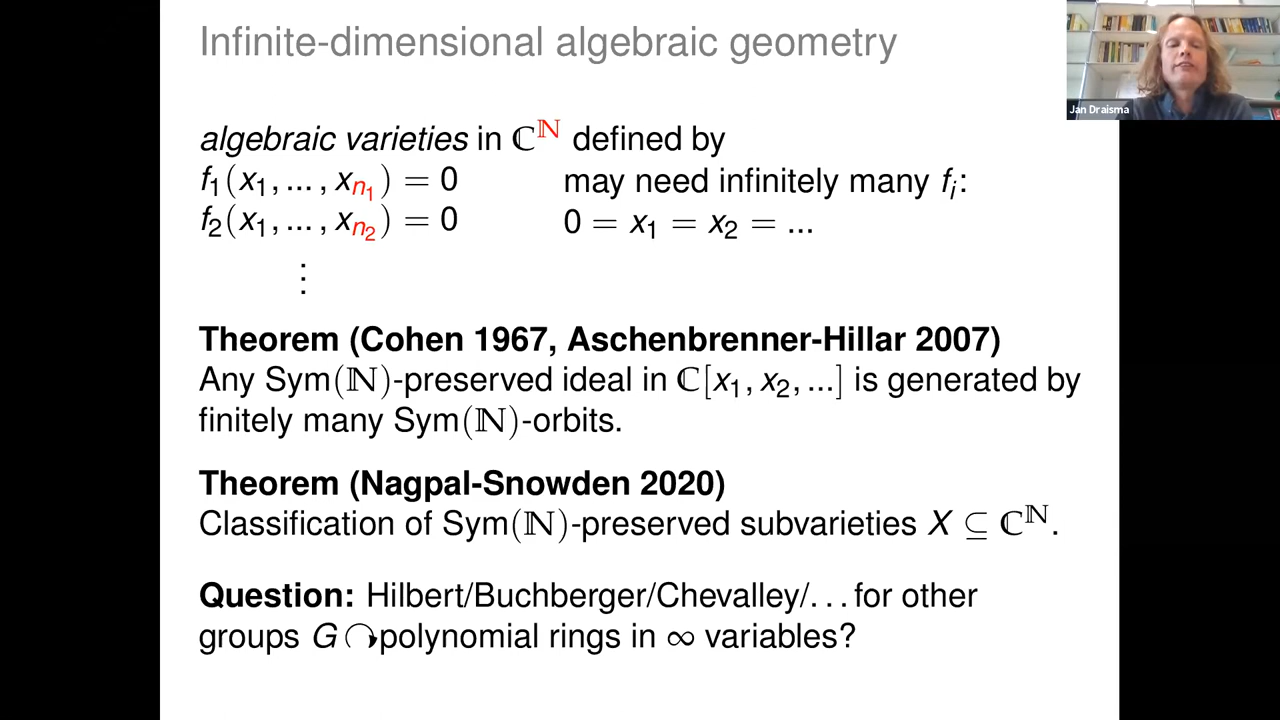 Infinite-dimensional algebraic geometry
Jan Draisma
algebraic varieties in ℂ^ℕ defined by
f₁(x₁, ..., x_{n₁}) = 0 may need infinitely many fᵢ:
f₂(x₁, ..., x_{n₂}) = 0 0 = x₁ = x₂ = ...
⋮
Theorem (Cohen 1967, Aschenbrenner-Hillar 2007)
Any Sym(ℕ)-preserved ideal in ℂ[x₁, x₂, ...] is generated by
finitely many Sym(ℕ)-orbits.
Theorem (Nagpal-Snowden 2020)
Classification of Sym(ℕ)-preserved subvarieties X ⊆ ℂ^ℕ.
Question: Hilbert/Buchberger/Chevalley/... for other
groups G ↷ polynomial rings in ∞ variables?